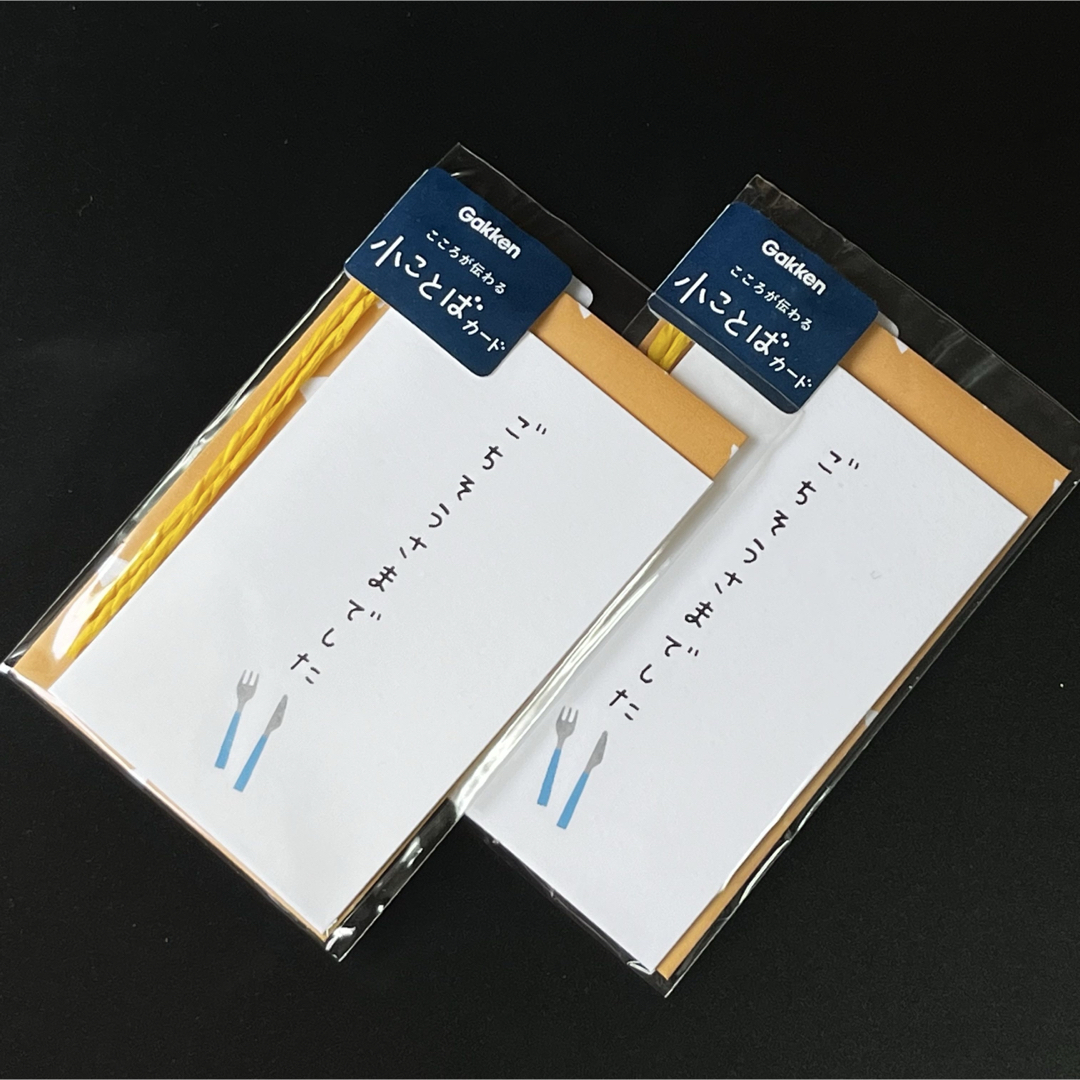 Gakken
こころが伝わる
小ことばカード
ごちそうさまでした
Gakken
こころが伝わる
小ことばカード
ごちそうさまでした